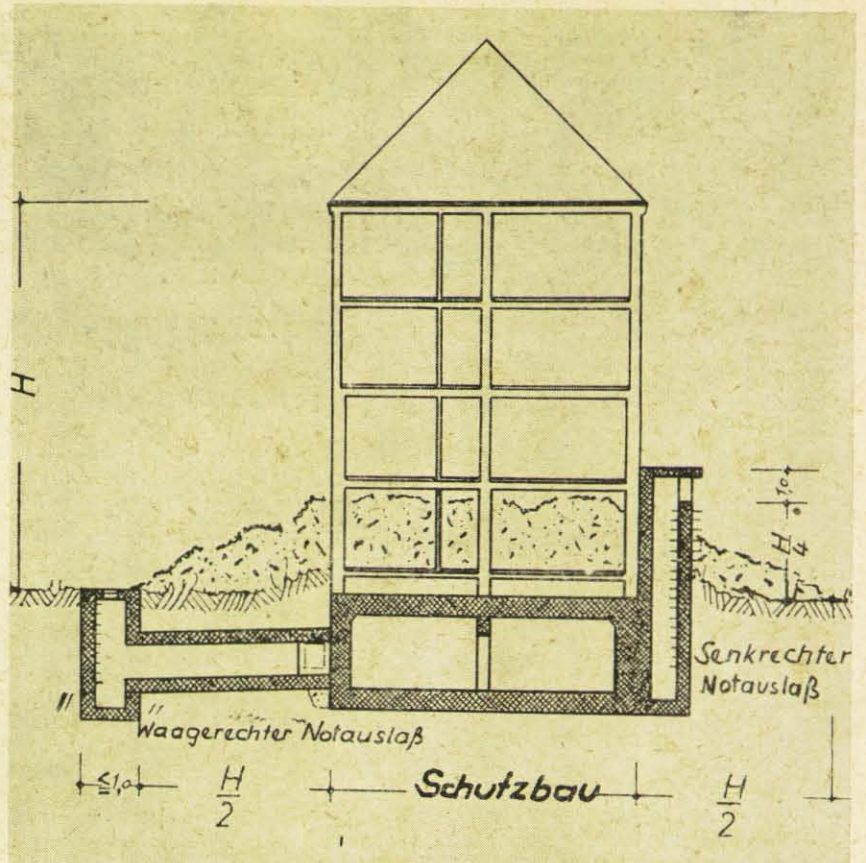 H
1,0
H/4
Senkrechter
Notauslaß
"Waagerechter Notauslaß
≤1,0
H/2
Schutzbau
H/2